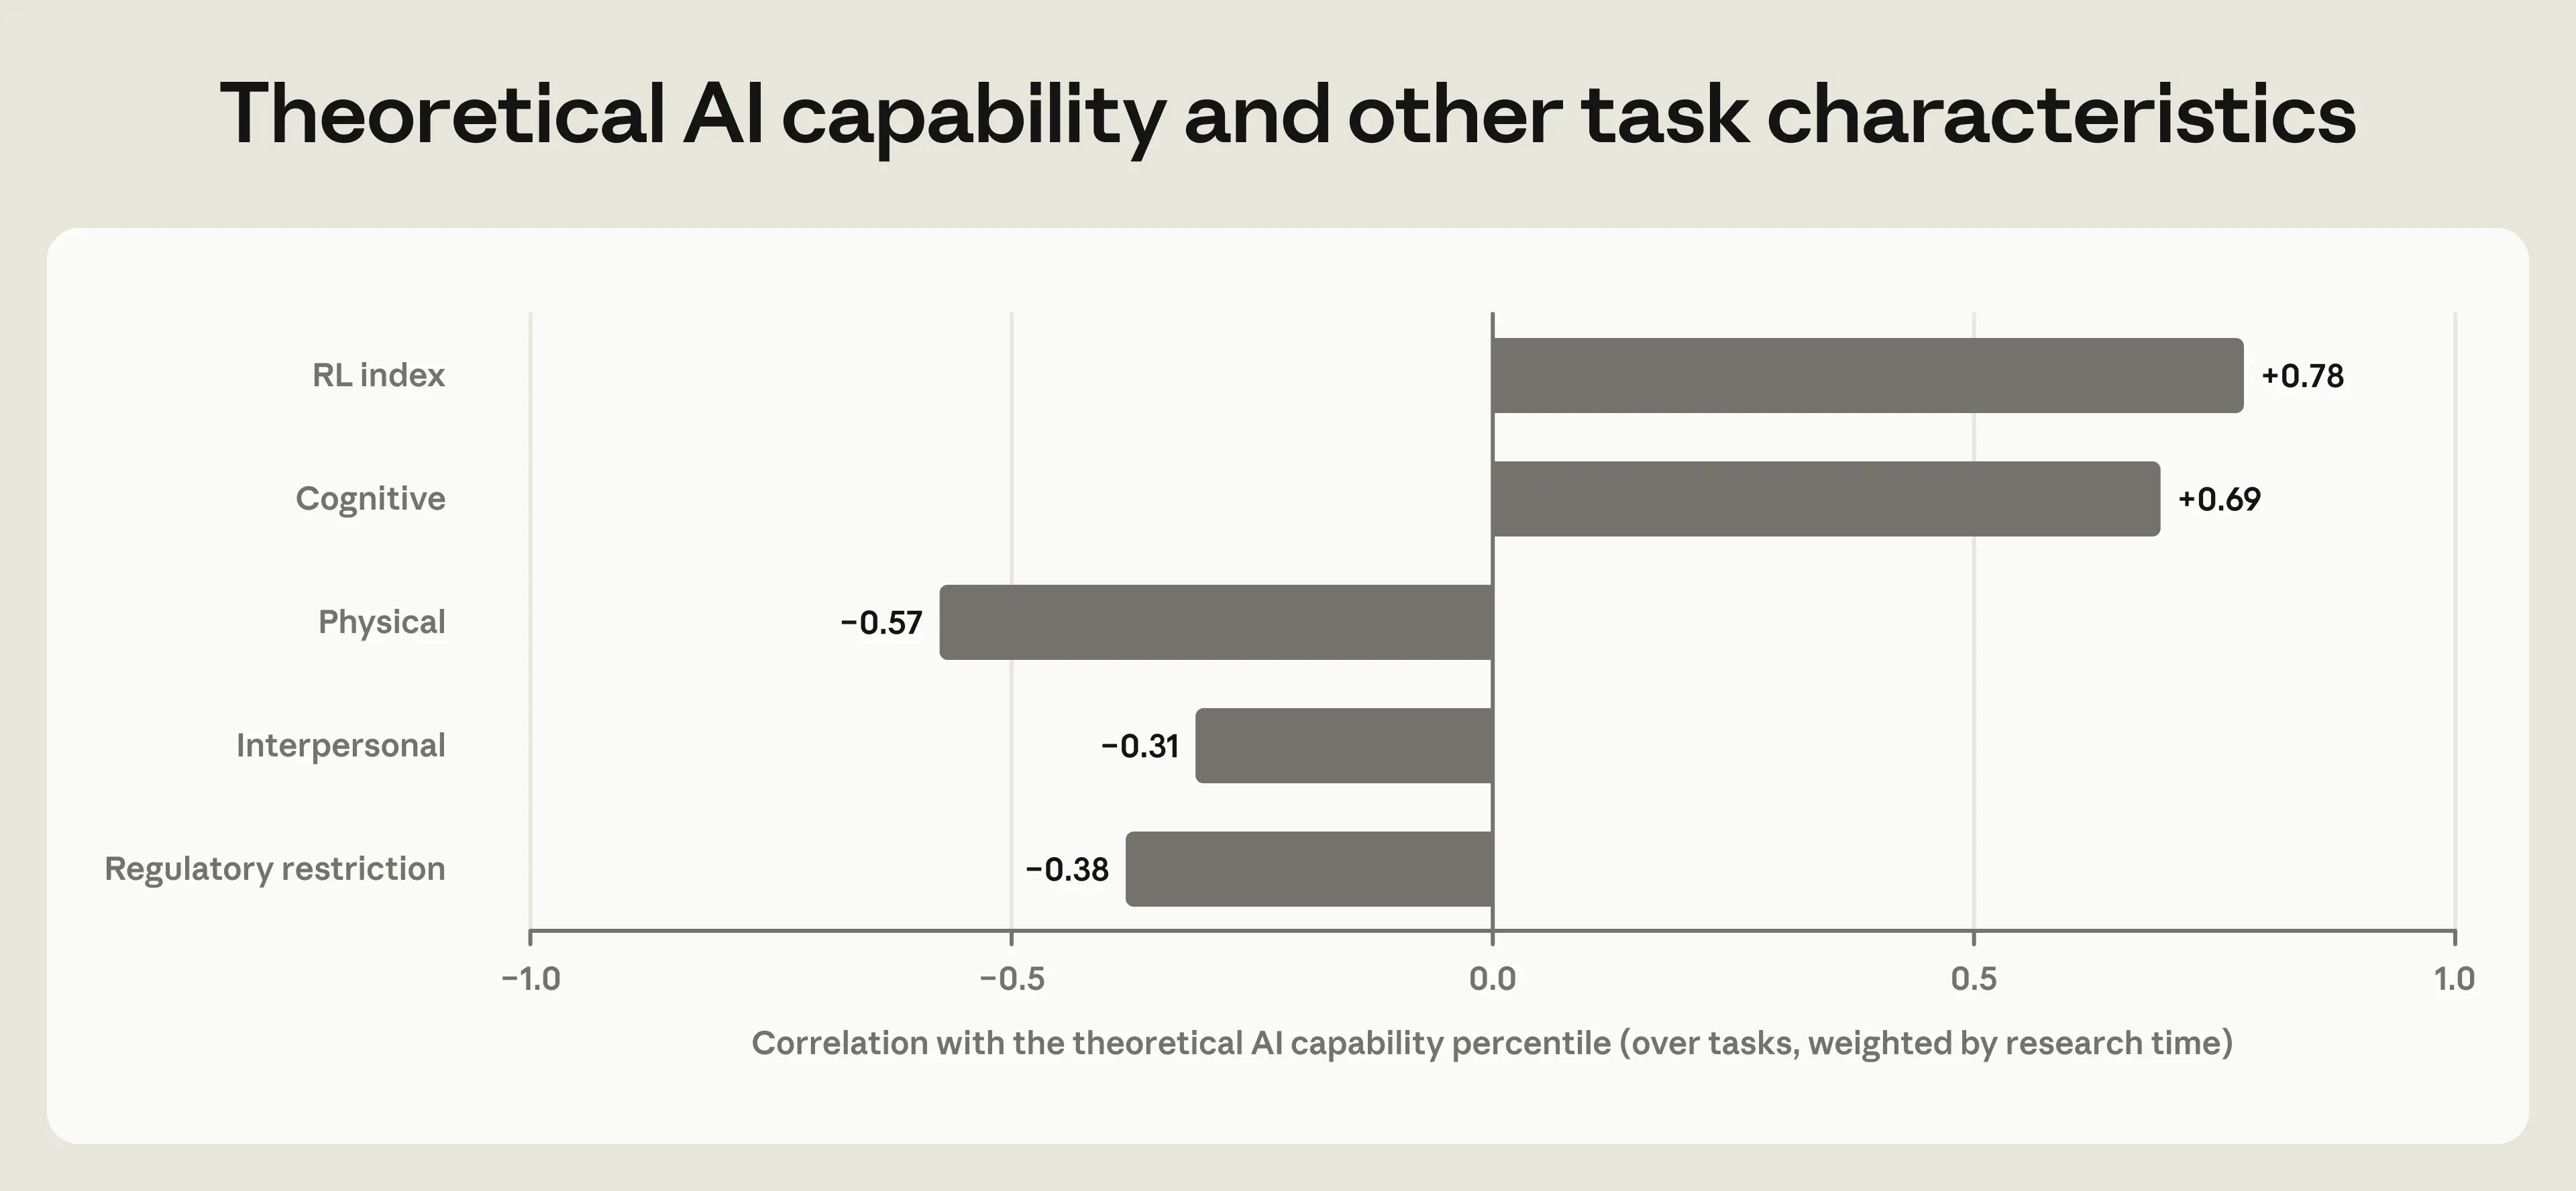 Theoretical AI capability and other task characteristics
RL index
+0.78
Cognitive
+0.69
Physical
−0.57
Interpersonal
−0.31
Regulatory restriction
−0.38
−1.0
−0.5
0.0
0.5
1.0
Correlation with the theoretical AI capability percentile (over tasks, weighted by research time)